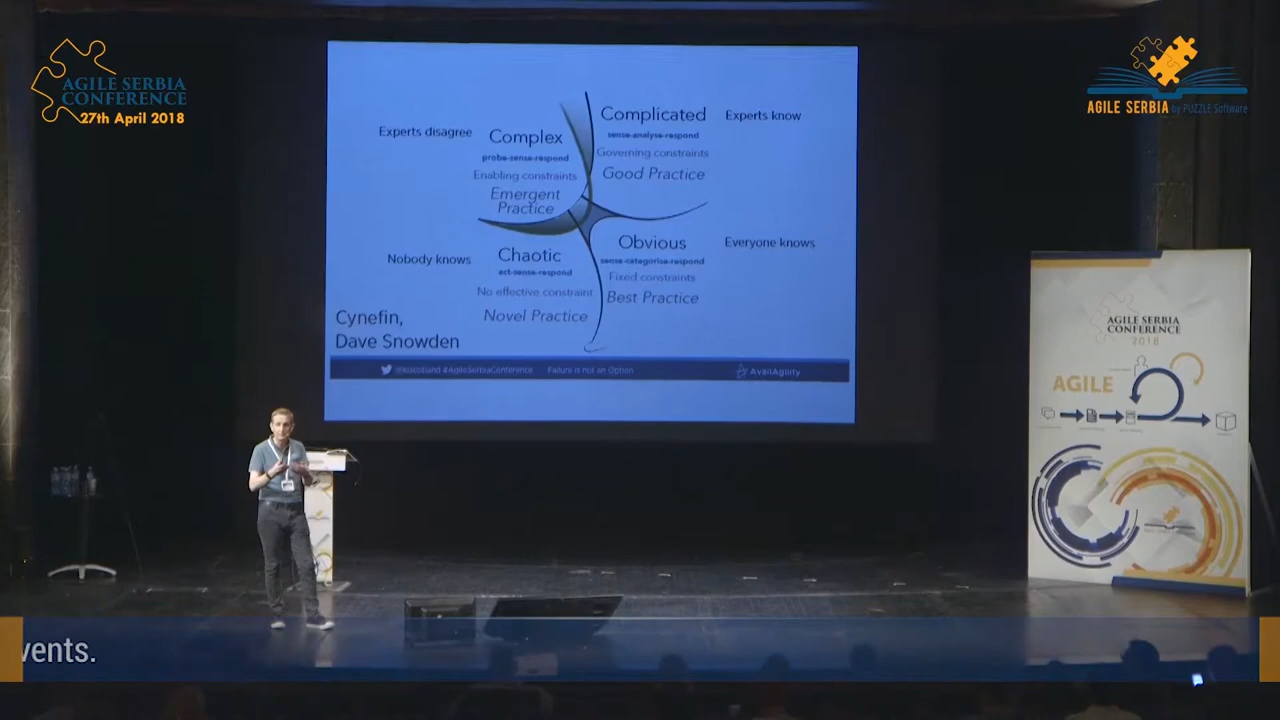 AGILE SERBIA
CONFERENCE
27th April 2018
AGILE SERBIA by PUZZLE Software
Experts disagree
Complex
probe-sense-respond
Enabling constraints
Emergent
Practice
Complicated
sense-analyse-respond
Governing constraints
Good Practice
Experts know
Nobody knows
Chaotic
act-sense-respond
No effective constraint
Novel Practice
Obvious
sense-categorise-respond
Fixed constraints
Best Practice
Everyone knows
Cynefin,
Dave Snowden
#AgileSerbiaConference
Failure is not an Option
AvailAgility
AGILE SERBIA
CONFERENCE
2018
AGILE
vents.